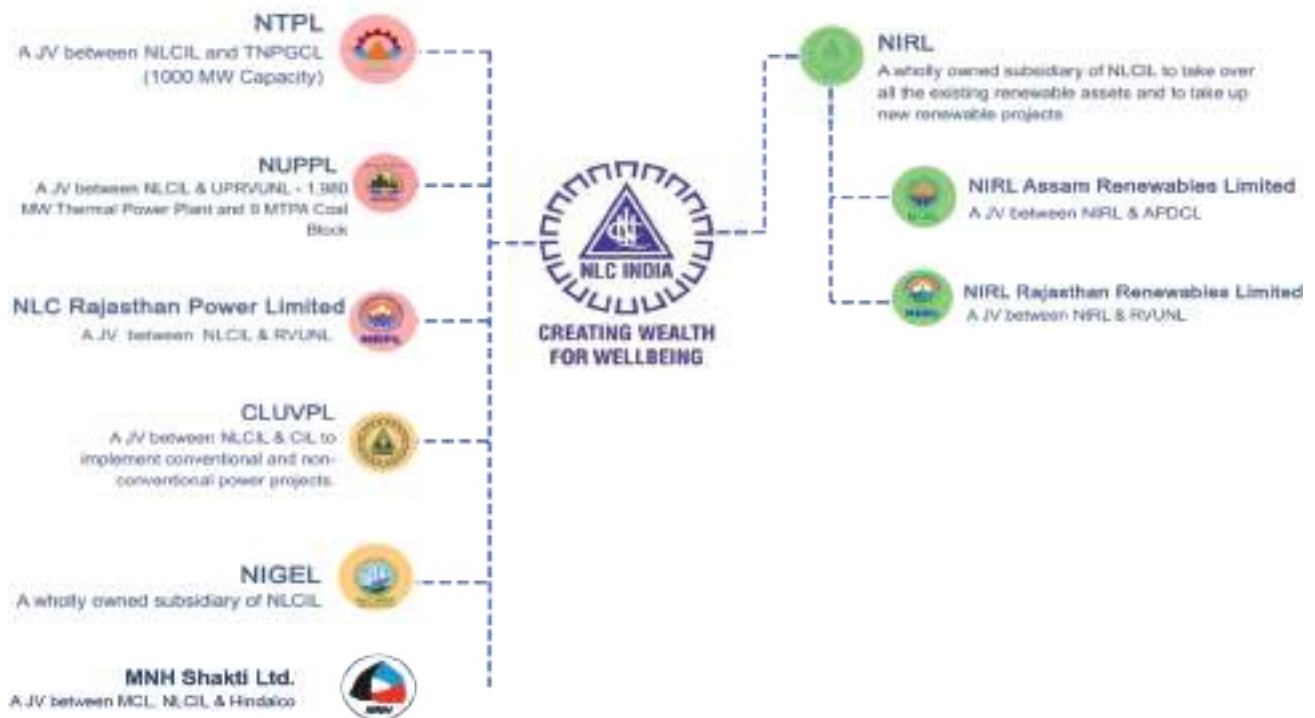 NTPL
A JV between NLCIL and TNPGCL
(1000 MW Capacity)
NUPPL
A JV between NLCIL & UPRVUNL - 1,980
MW Thermal Power Plant and 9 MTPA Coal
Block
NLC Rajasthan Power Limited
A JV between NLCIL & RVUNL
NRPL
CLUVPL
A JV between NLCIL & CIL to
implement conventional and non-
conventional power projects.
NIGEL
A wholly owned subsidiary of NLCIL
MNH Shakti Ltd.
A JV between MCL, NLCIL & Hindalco
MNH
NLC INDIA
CREATING WEALTH
FOR WELLBEING
NIRL
A wholly owned subsidiary of NLCIL to take over
all the existing renewable assets and to take up
new renewable projects
NIRL Assam Renewables Limited
A JV between NIRL & APDCL
NIRL Rajasthan Renewables Limited
A JV between NIRL & RVUNL